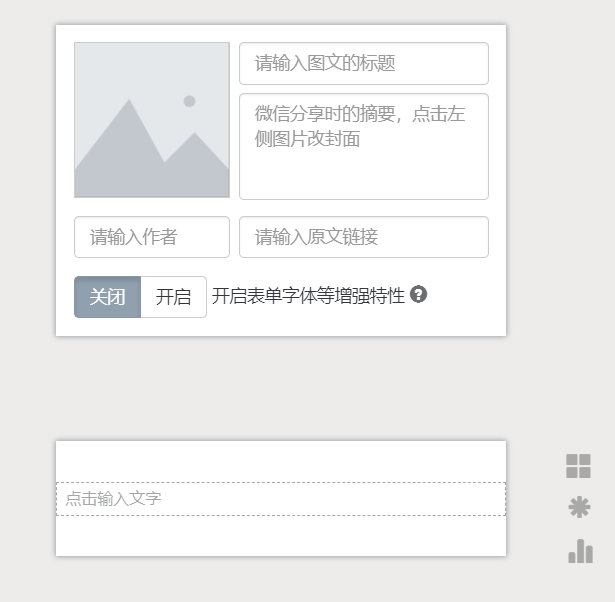 请输入图文的标题
微信分享时的摘要，点击左
侧图片改封面
请输入作者
请输入原文链接
关闭 开启 开启表单字体等增强特性 ?
点击输入文字